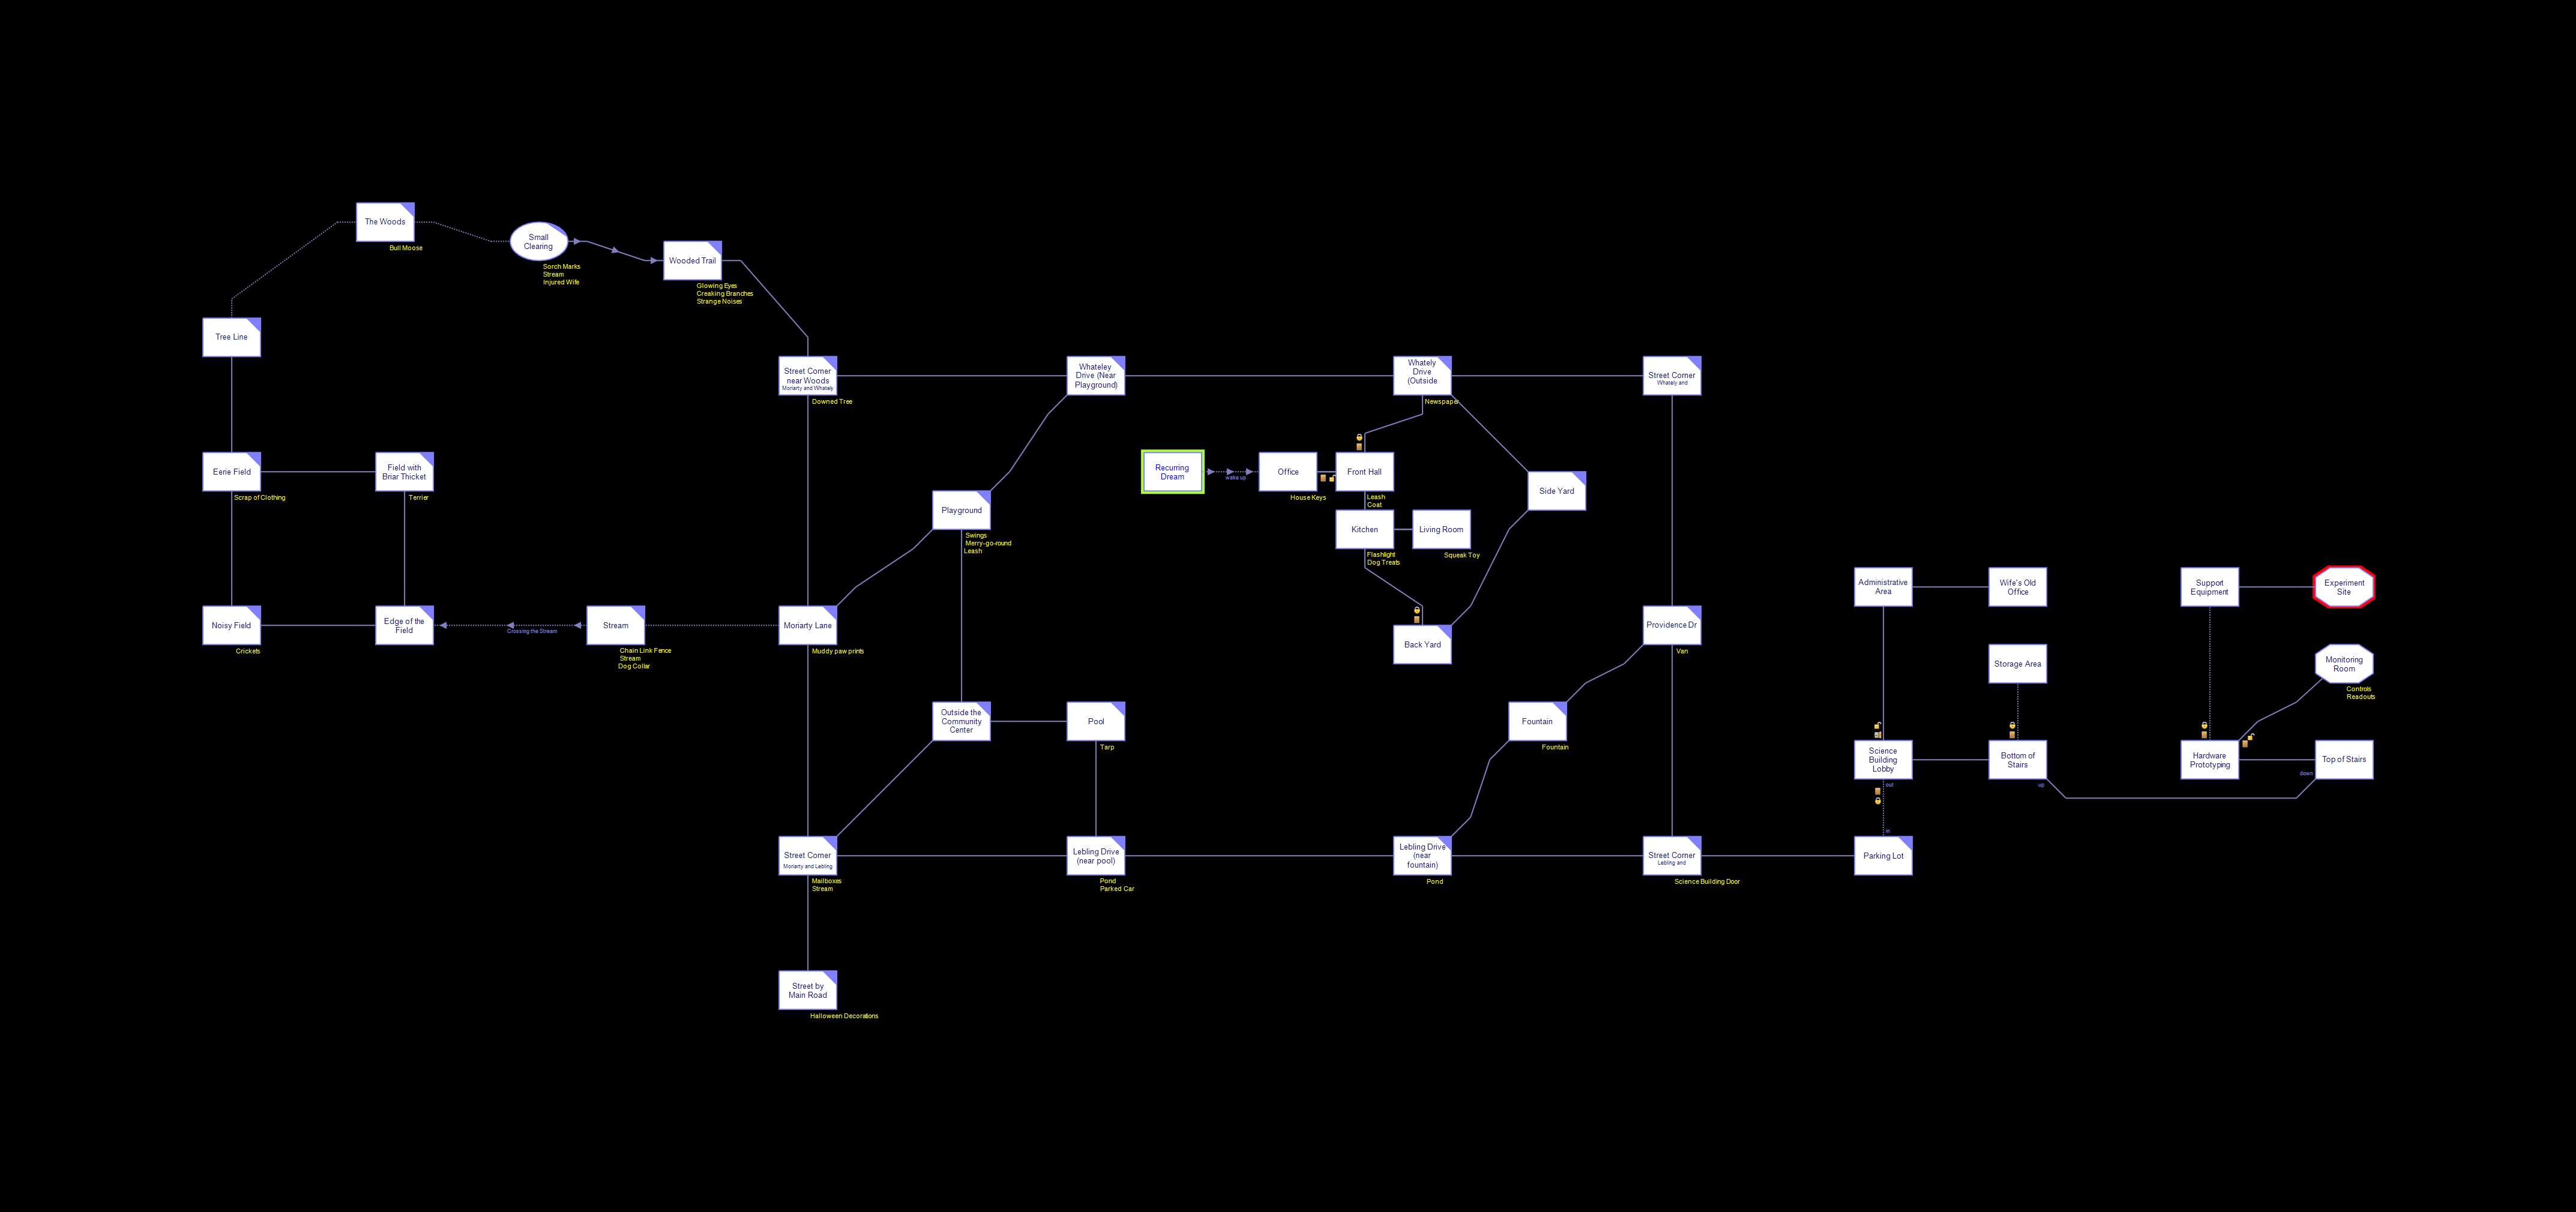 The Woods
Bull Moose
Small
Clearing
Sorch Marks
Stream
Injured Wife
Wooded Trail
Glowing Eyes
Creaking Branches
Strange Noises
Tree Line
Street Corner
near Woods
Moriarty and Whately
Downed Tree
Whateley
Drive (Near
Playground)
Whately
Drive
(Outside
Newspaper
Street Corner
Whately and
Eerie Field
Scrap of Clothing
Field with
Briar Thicket
Terrier
Recurring
Dream
wake up
Office
House Keys
Front Hall
Leash
Coat
Side Yard
Playground
Swings
Merry-go-round
Leash
Kitchen
Flashlight
Dog Treats
Living Room
Squeak Toy
Administrative
Area
Wife's Old
Office
Support
Equipment
Experiment
Site
Noisy Field
Crickets
Edge of the
Field
Crossing the Stream
Stream
Chain Link Fence
Stream
Dog Collar
Moriarty Lane
Muddy paw prints
Back Yard
Providence Dr
Van
Storage Area
Monitoring
Room
Controls
Readouts
Outside the
Community
Center
Pool
Tarp
Fountain
Fountain
Science
Building
Lobby
out
Bottom of
Stairs
up
Hardware
Prototyping
Top of Stairs
down
in
Street Corner
Moriarty and Lebling
Mailboxes
Stream
Lebling Drive
(near pool)
Pond
Parked Car
Lebling Drive
(near
fountain)
Pond
Street Corner
Lebling and
Science Building Door
Parking Lot
Street by
Main Road
Halloween Decorations